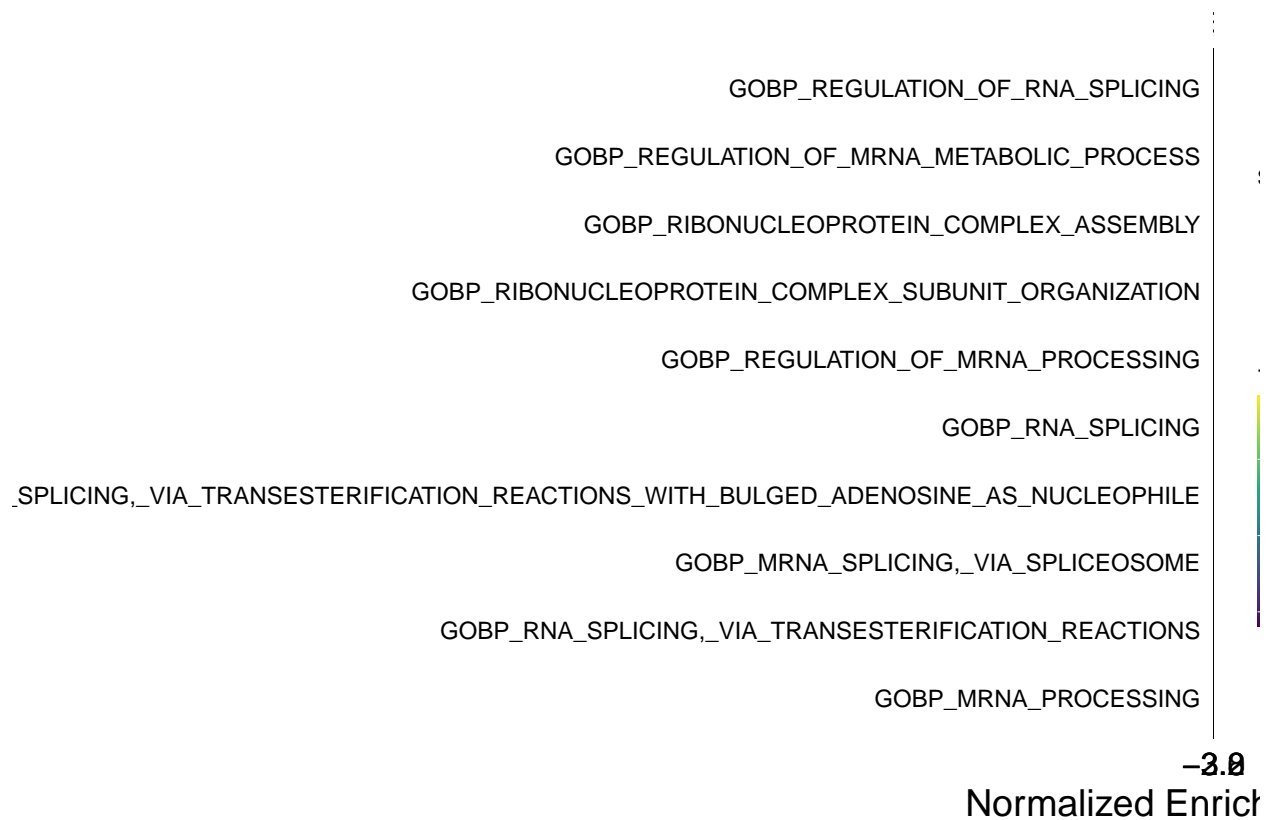 GOBP_REGULATION_OF_RNA_SPLICING
GOBP_REGULATION_OF_MRNA_METABOLIC_PROCESS
GOBP_RIBONUCLEOPROTEIN_COMPLEX_ASSEMBLY
GOBP_RIBONUCLEOPROTEIN_COMPLEX_SUBUNIT_ORGANIZATION
GOBP_REGULATION_OF_MRNA_PROCESSING
GOBP_RNA_SPLICING
_SPLICING,_VIA_TRANSESTERIFICATION_REACTIONS_WITH_BULGED_ADENOSINE_AS_NUCLEOPHILE
GOBP_MRNA_SPLICING,_VIA_SPLICEOSOME
GOBP_RNA_SPLICING,_VIA_TRANSESTERIFICATION_REACTIONS
GOBP_MRNA_PROCESSING
Normalized Enrich